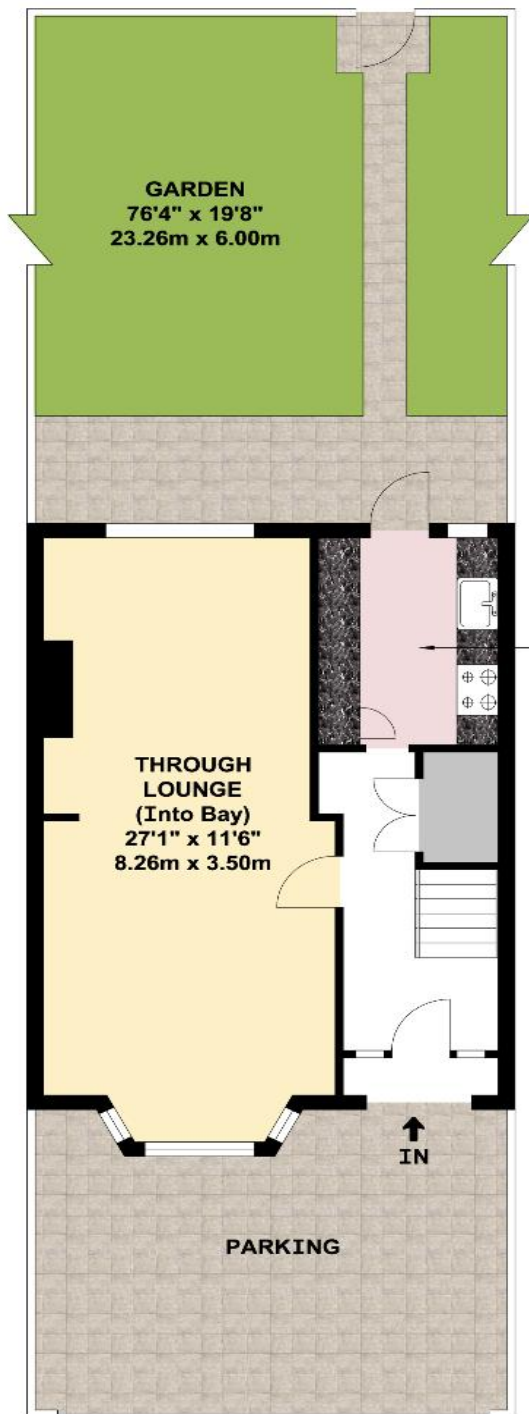 GARDEN
76'4" x 19'8"
23.26m x 6.00m
THROUGH
LOUNGE
(Into Bay)
27'1" x 11'6"
8.26m x 3.50m
IN
PARKING